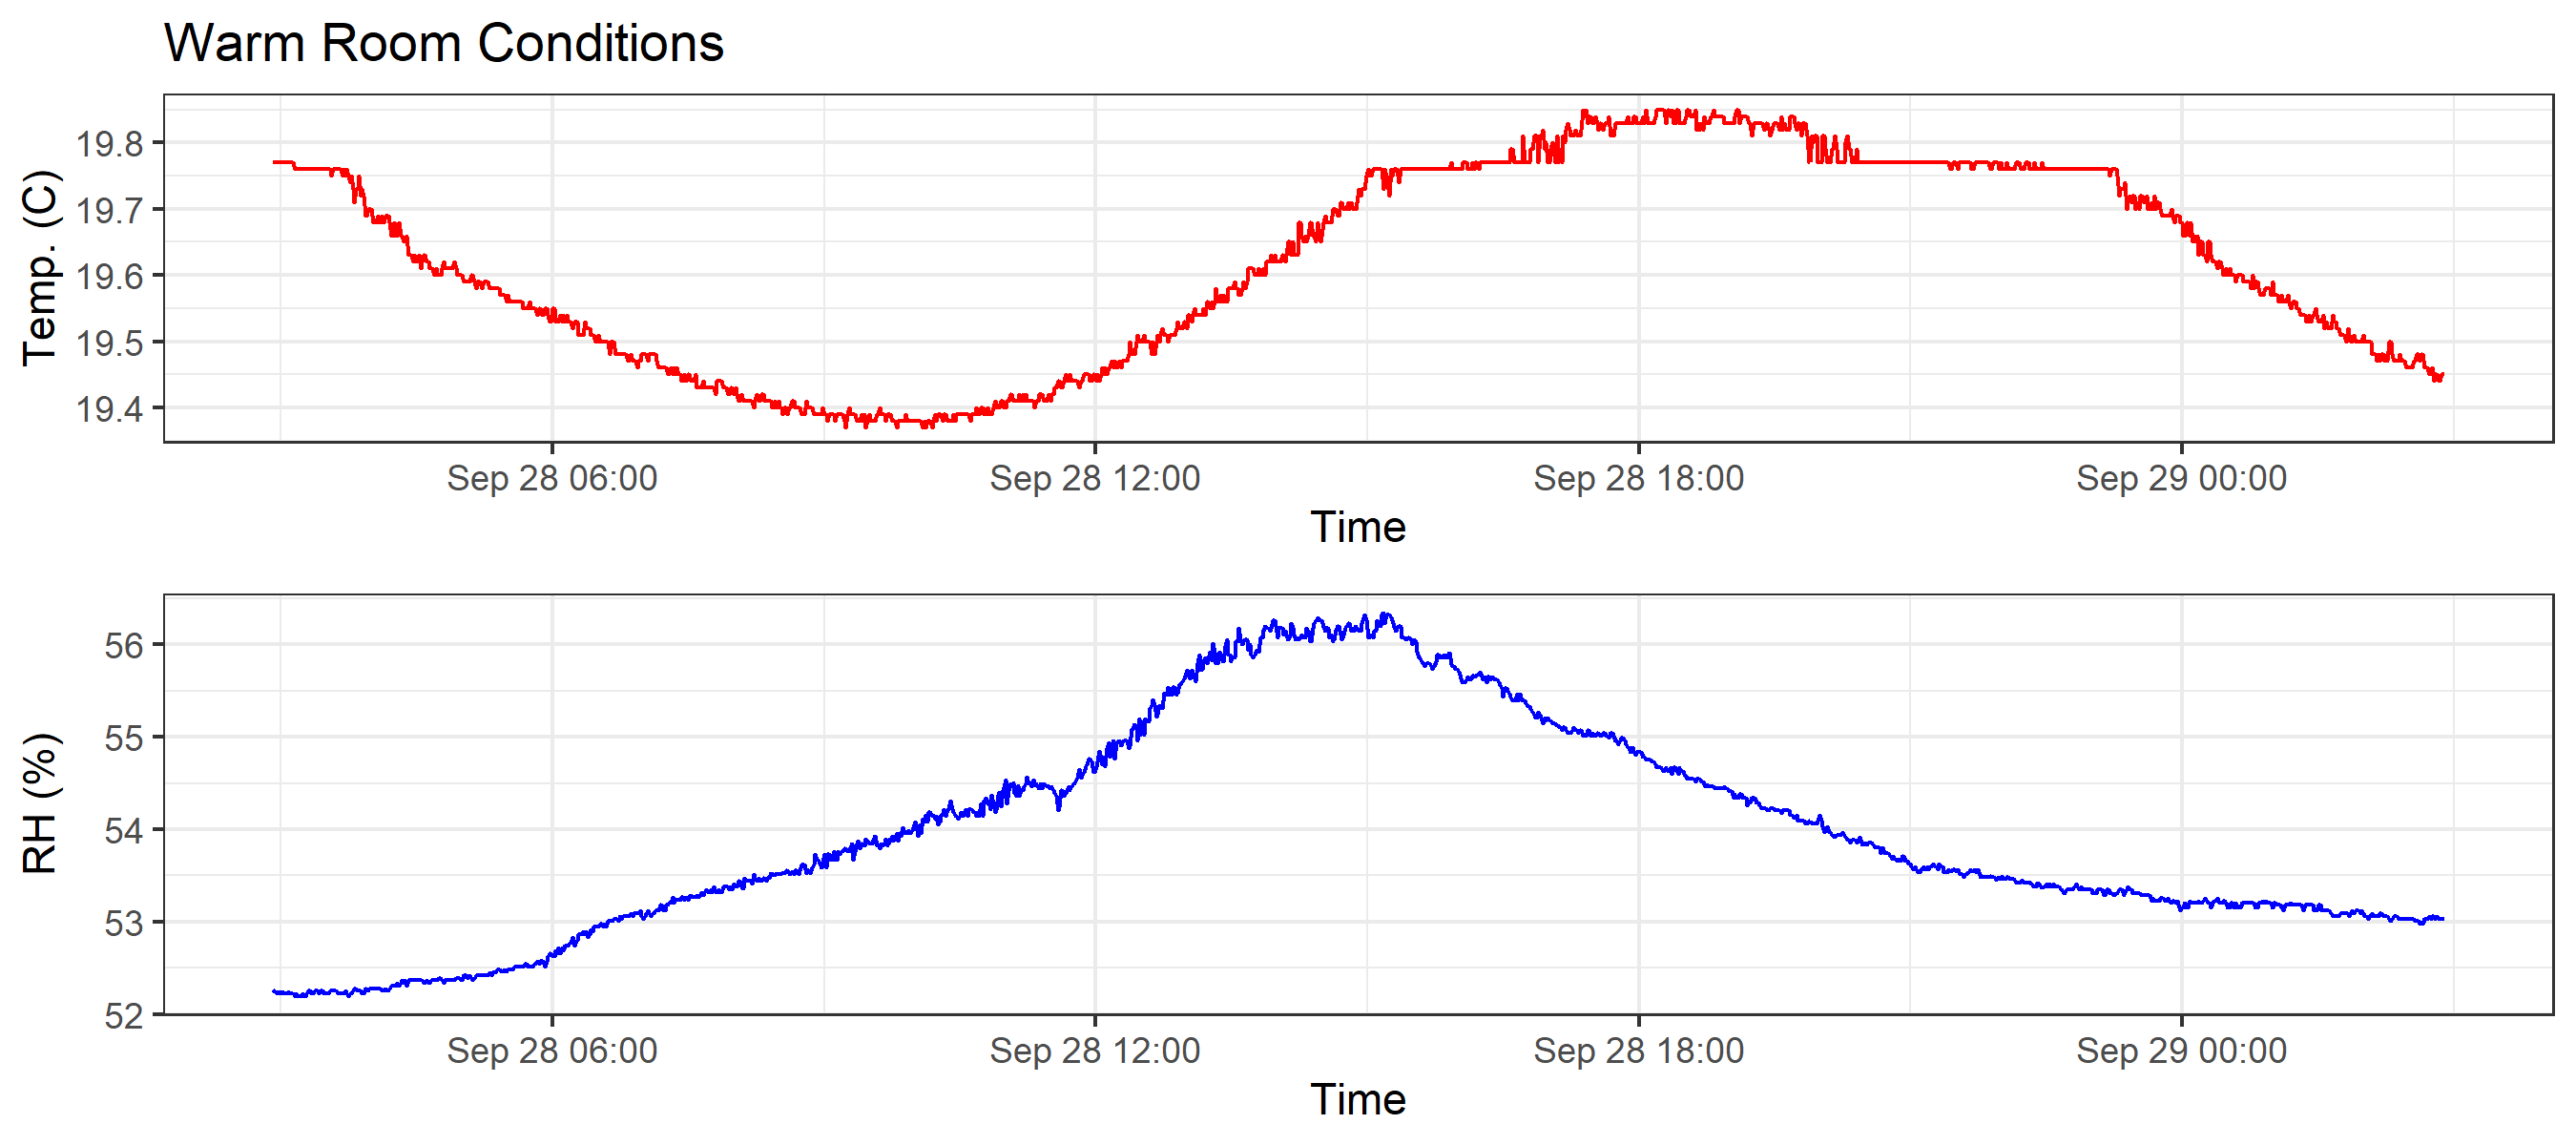 Warm Room Conditions
Temp. (C)
19.8
19.7
19.6
19.5
19.4
Sep 28 06:00 Sep 28 12:00 Sep 28 18:00 Sep 29 00:00
Time
RH (%)
56
55
54
53
52
Sep 28 06:00 Sep 28 12:00 Sep 28 18:00 Sep 29 00:00
Time